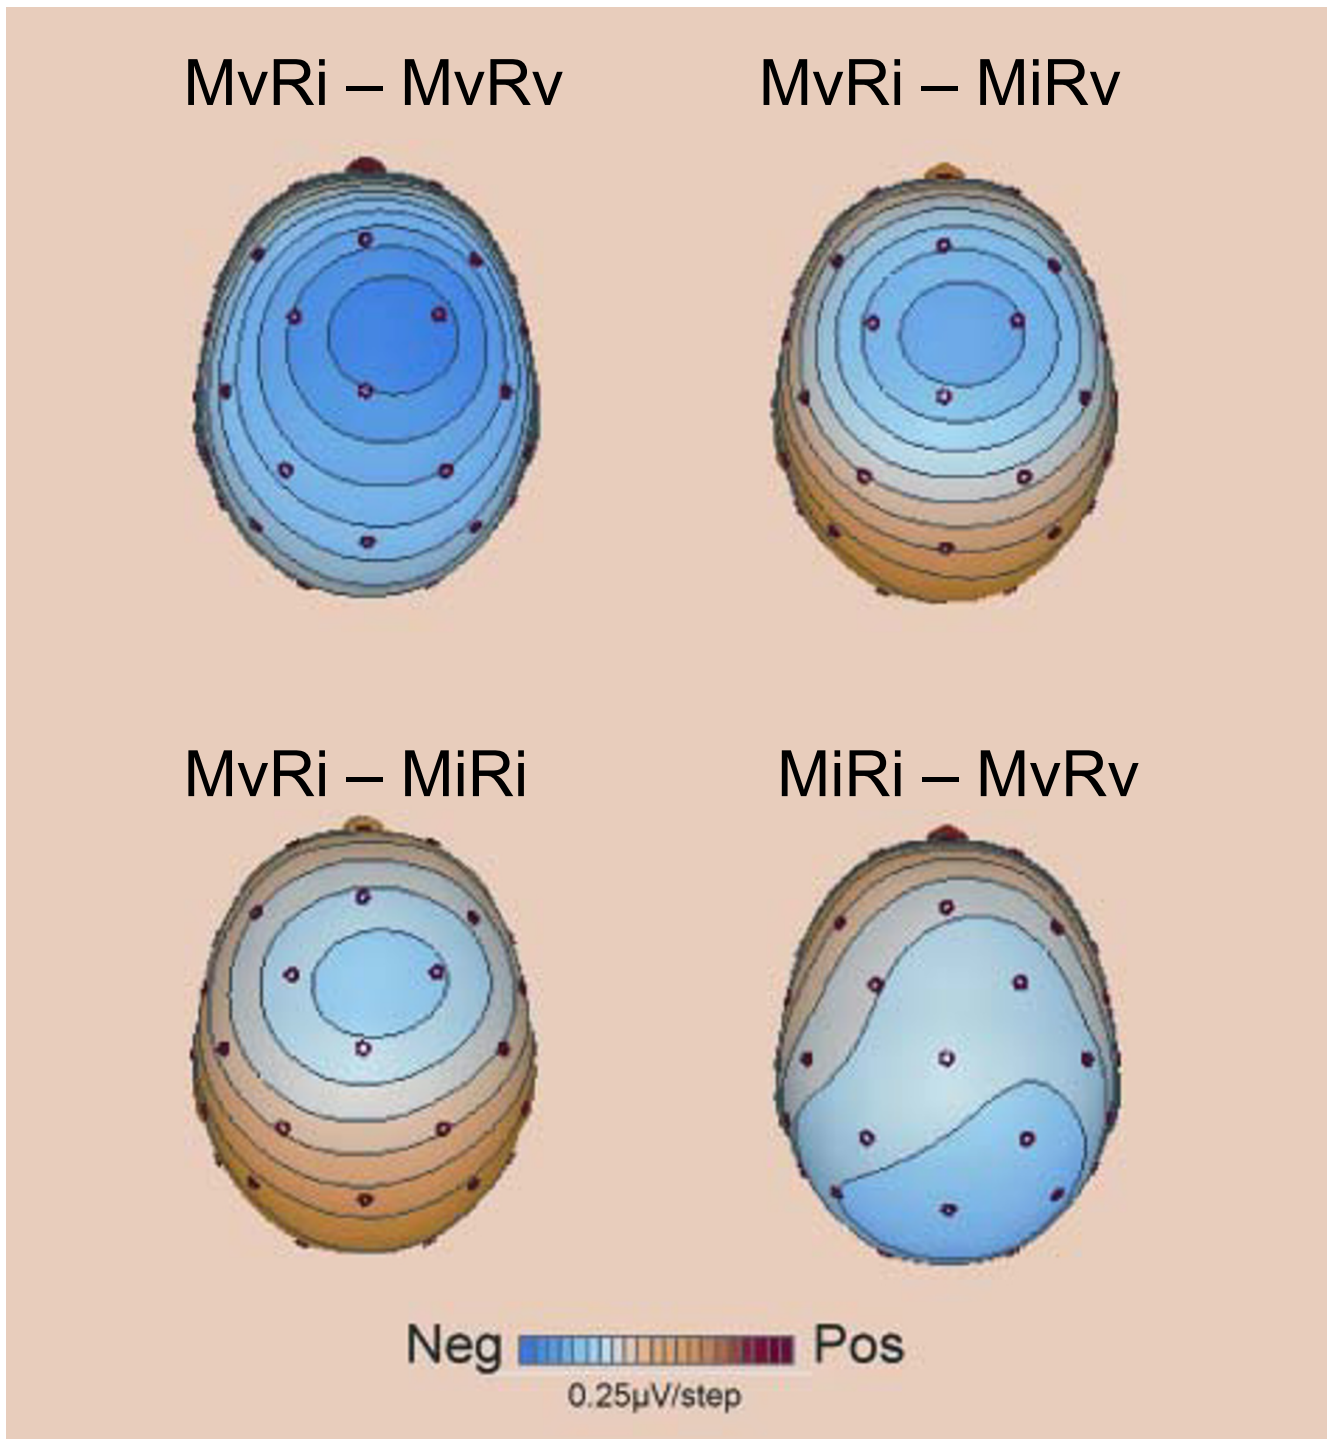 MvRi – MvRv
MvRi – MiRv
MvRi – MiRi
MiRi – MvRv
Neg
Pos
0.25µV/step